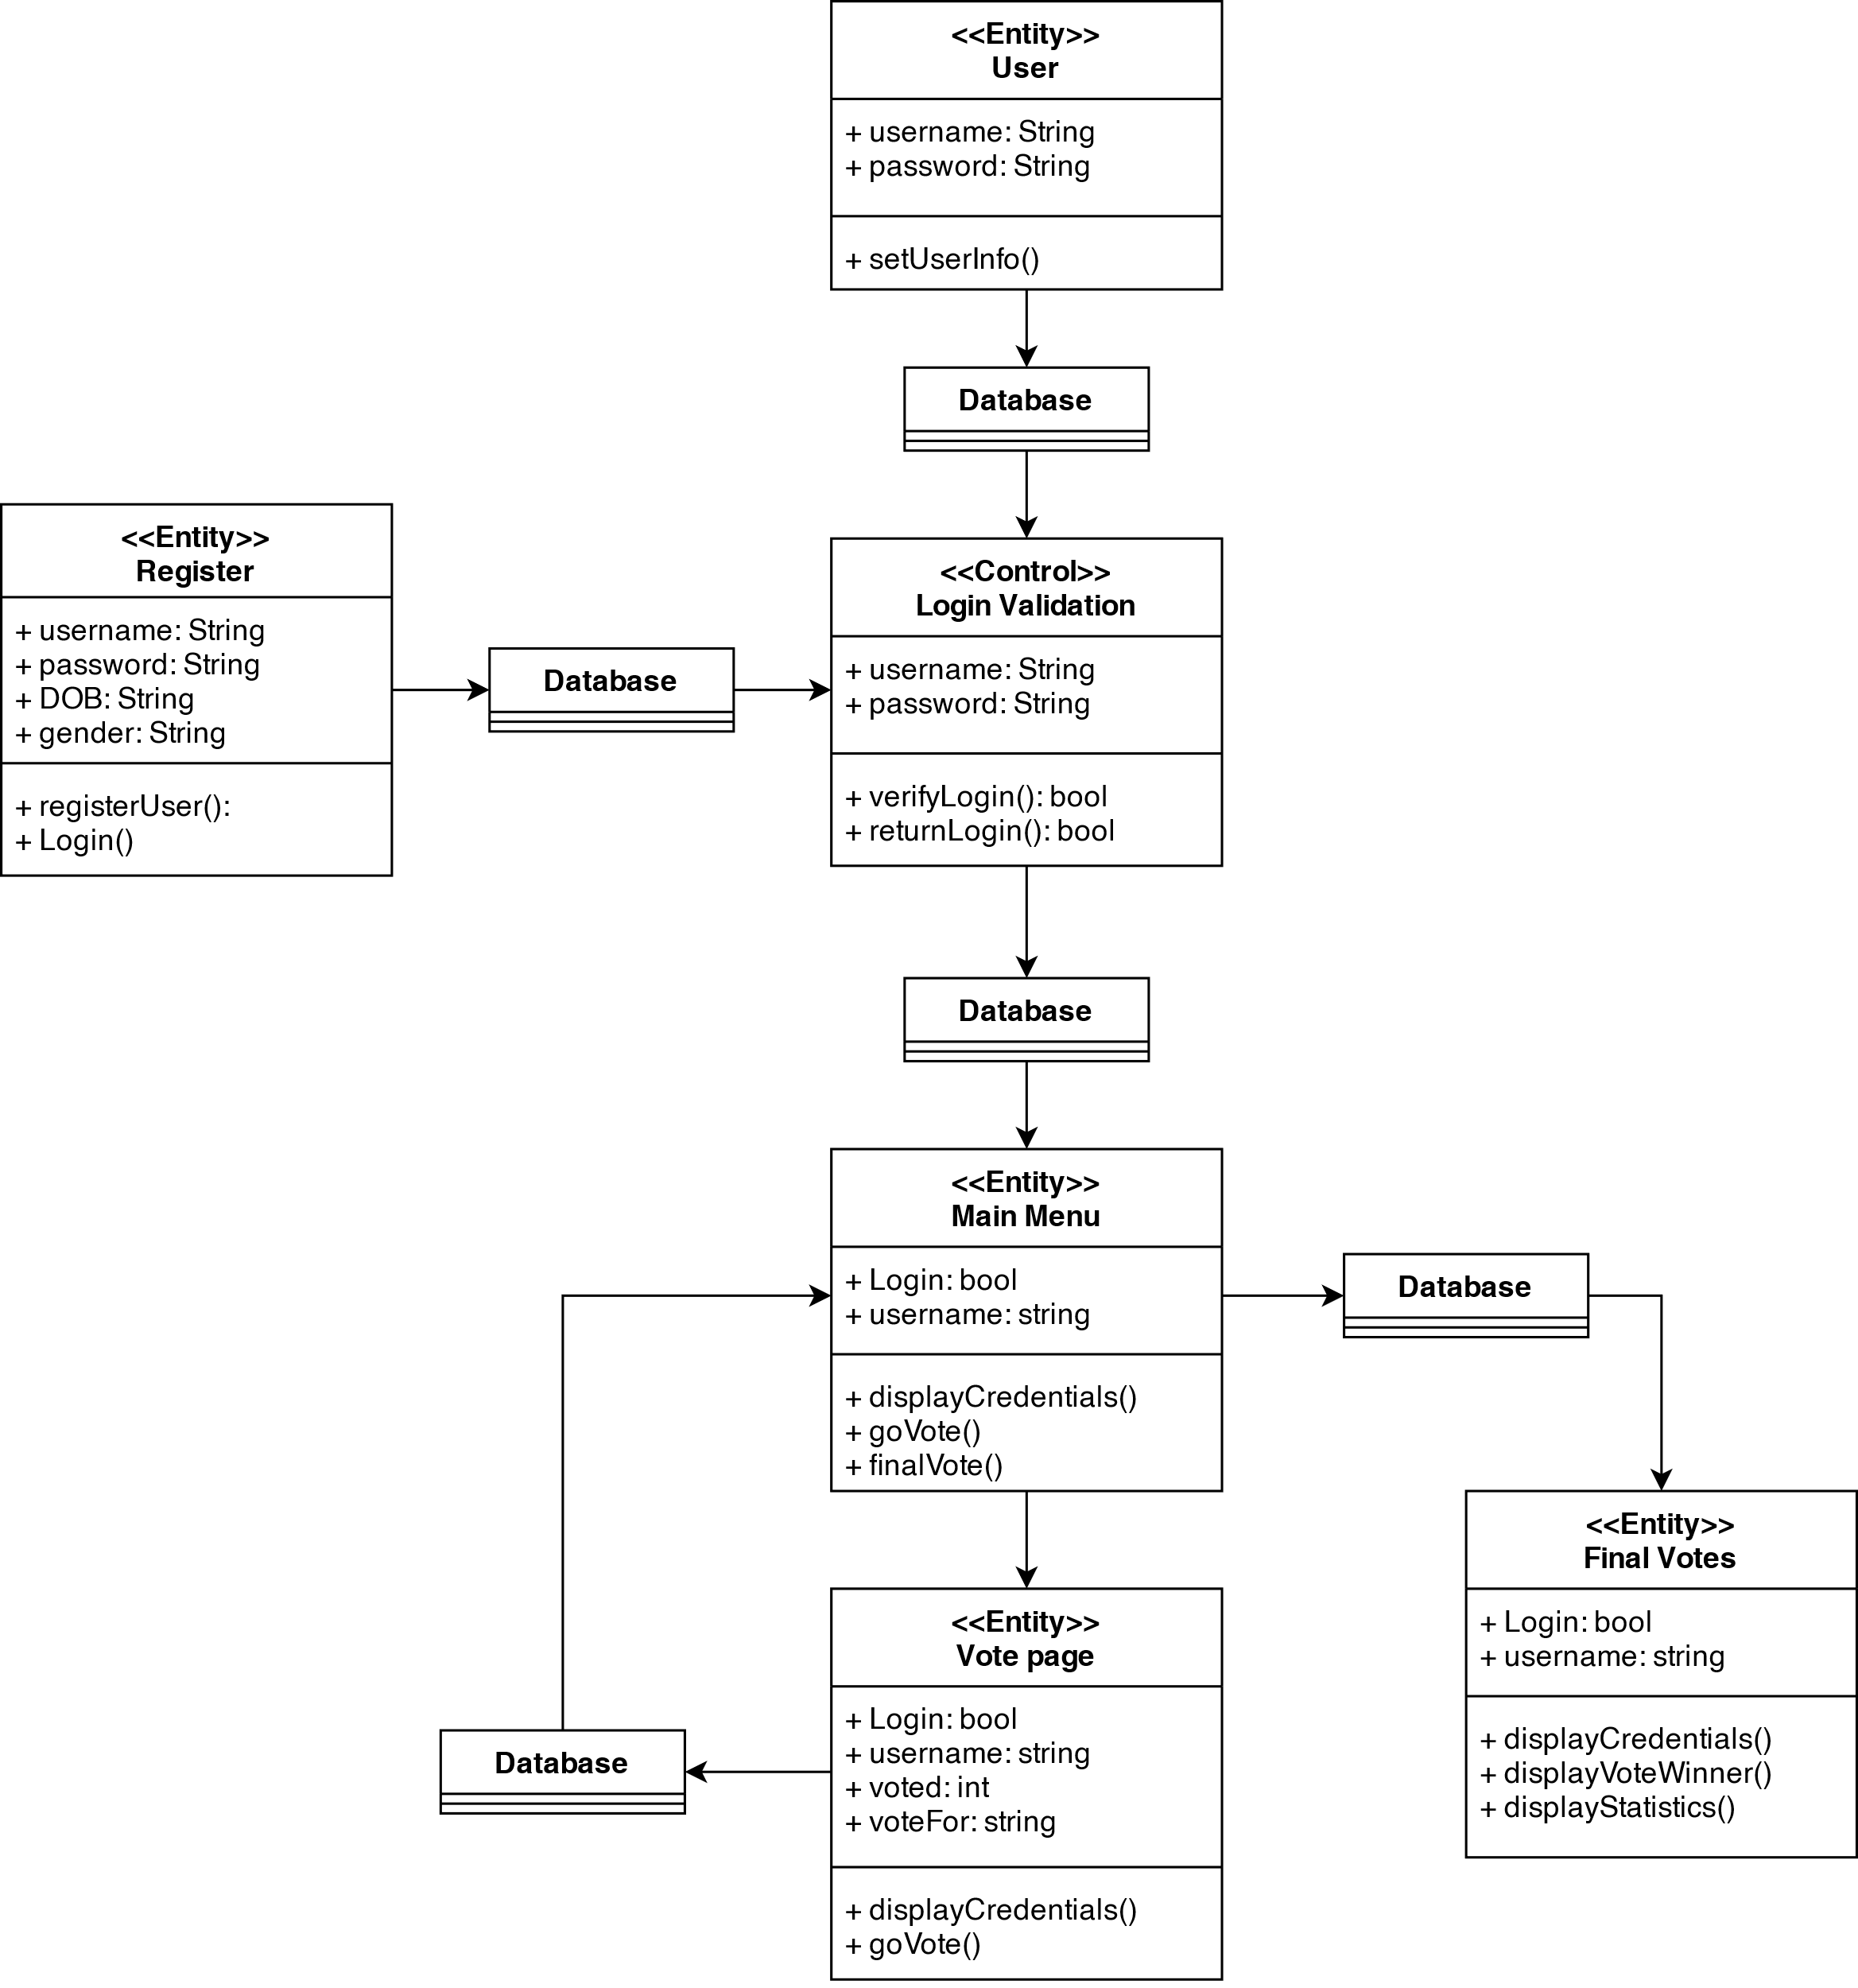 <<Entity>>
User
+ username: String
+ password: String
+ setUserInfo()
Database
<<Entity>>
Register
+ username: String
+ password: String
+ DOB: String
+ gender: String
+ registerUser():
+ Login()
Database
<<Control>>
Login Validation
+ username: String
+ password: String
+ verifyLogin(): bool
+ returnLogin(): bool
Database
<<Entity>>
Main Menu
+ Login: bool
+ username: string
+ displayCredentials()
+ goVote()
+ finalVote()
Database
<<Entity>>
Final Votes
+ Login: bool
+ username: string
+ displayCredentials()
+ displayVoteWinner()
+ displayStatistics()
<<Entity>>
Vote page
+ Login: bool
+ username: string
+ voted: int
+ voteFor: string
+ displayCredentials()
+ goVote()
Database